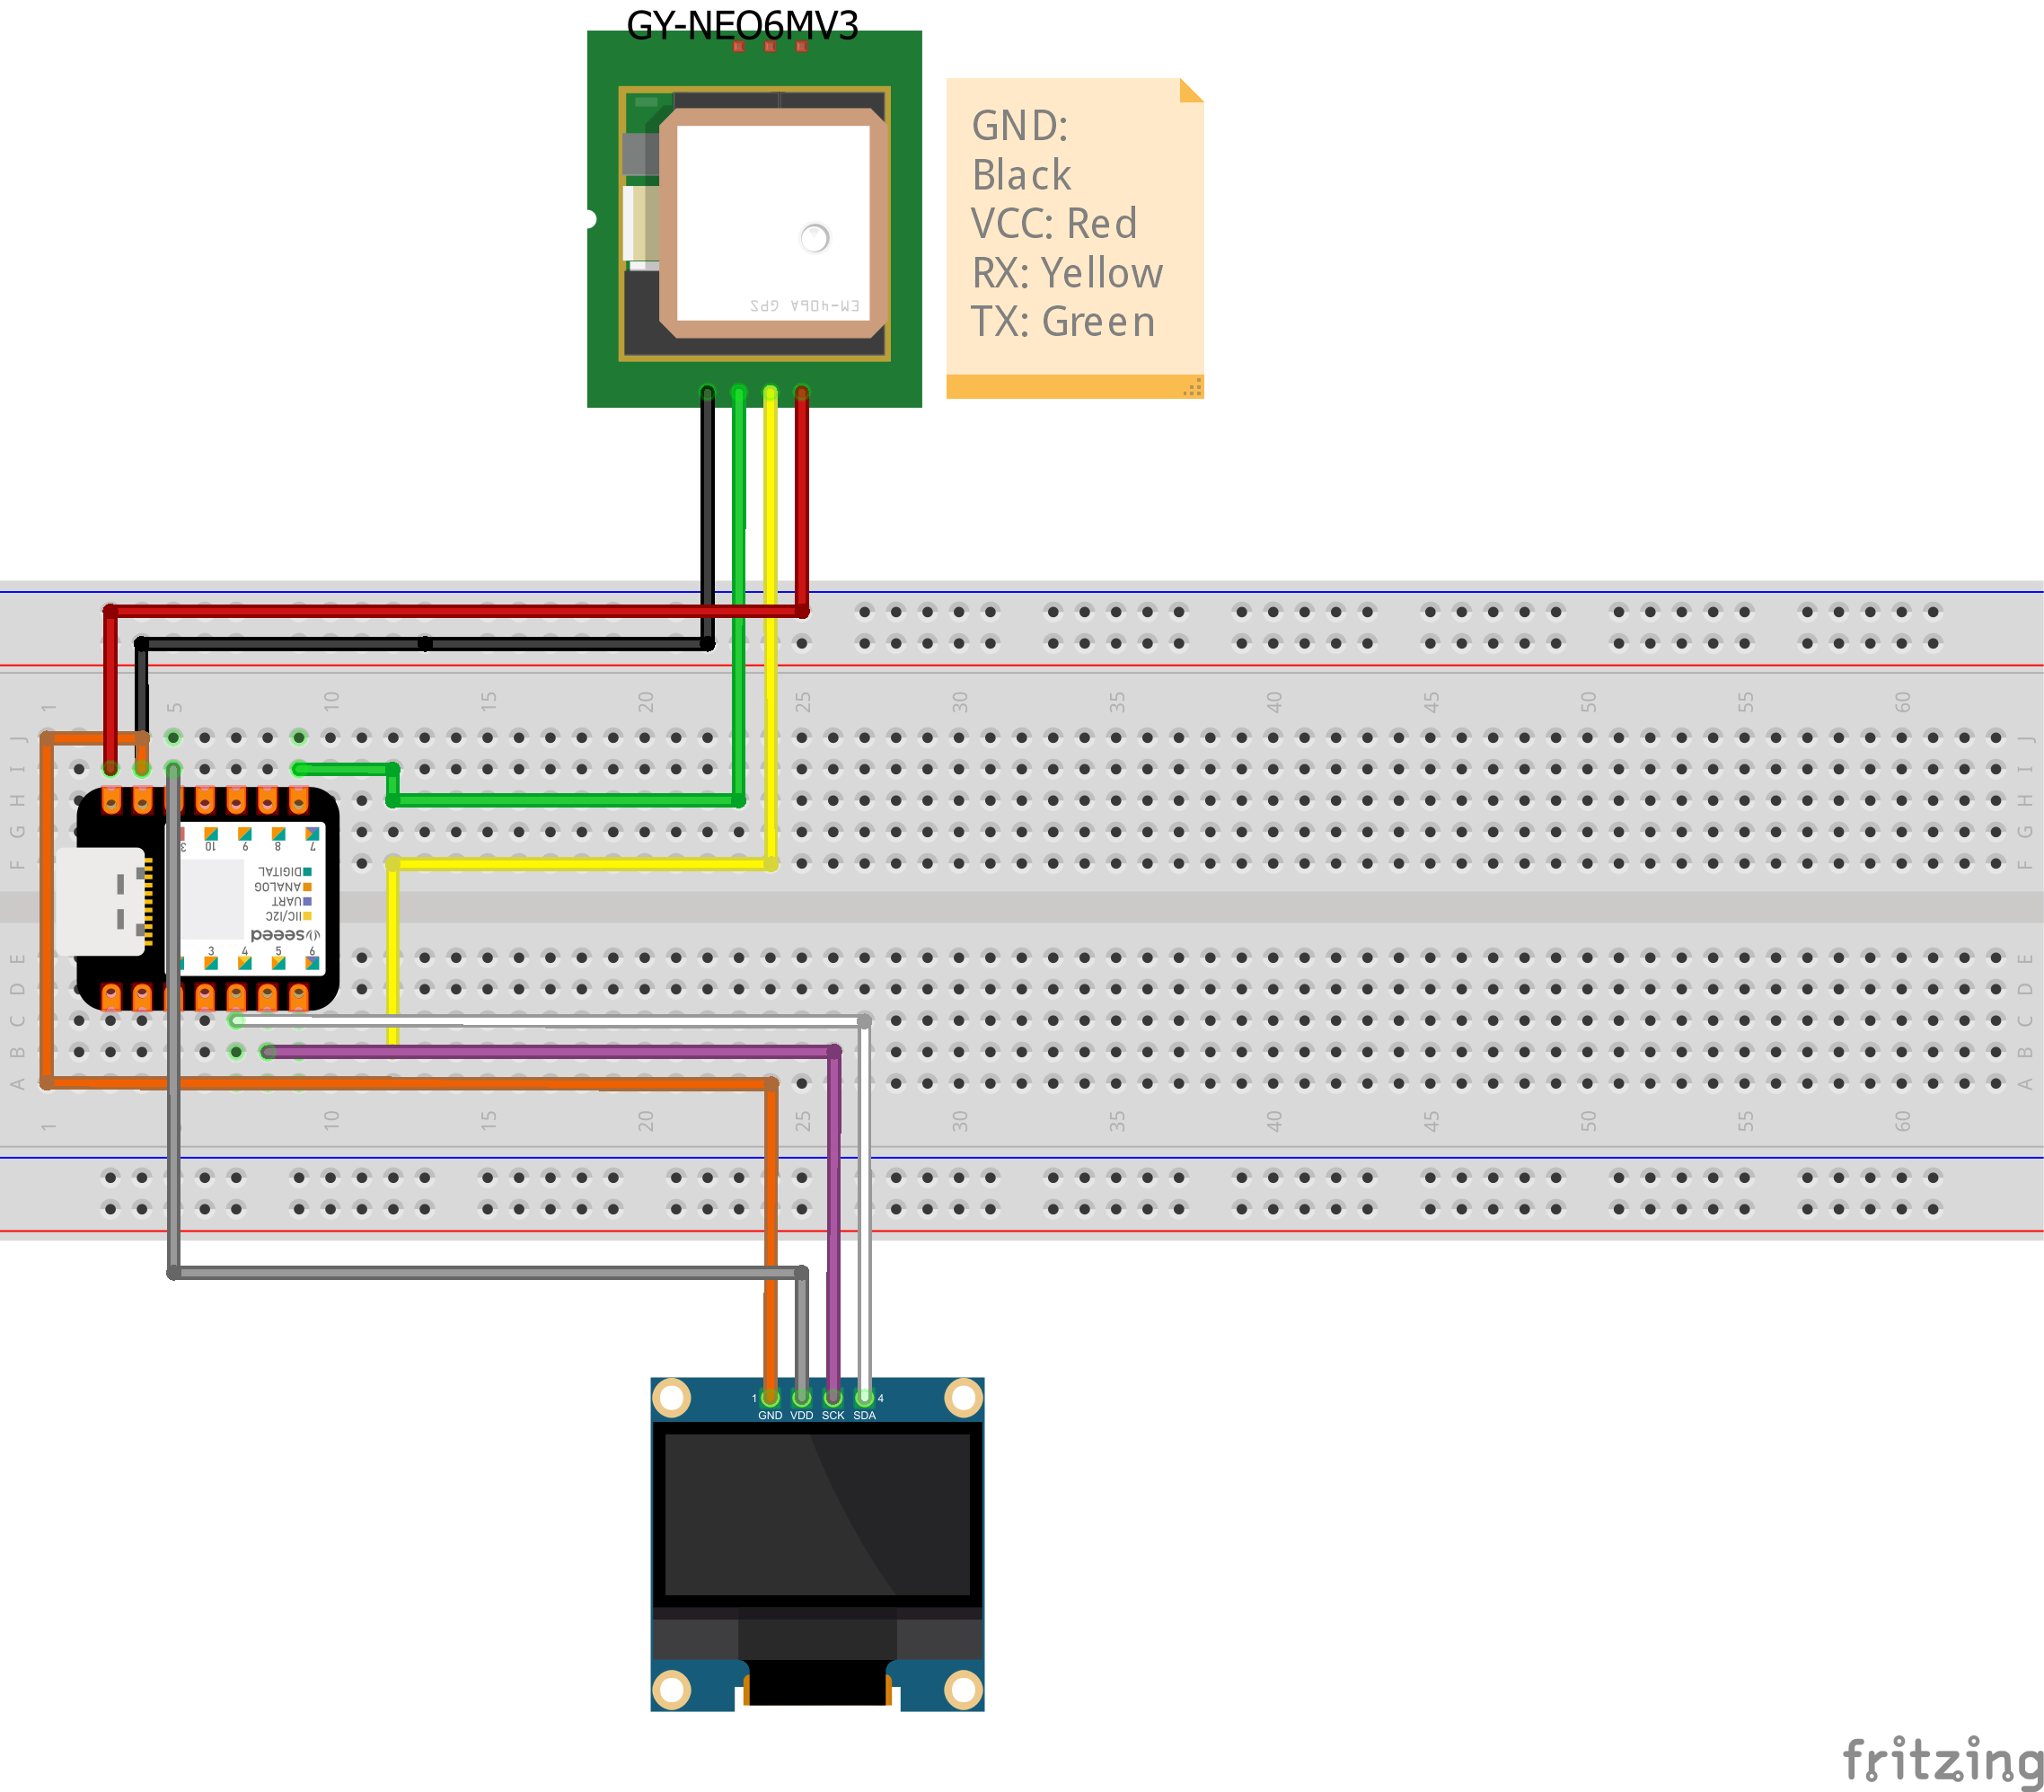 GY-NEO6MV3
EM-406A GPS
GND:
Black
VCC: Red
RX: Yellow
TX: Green
1 5 10 15 20 25 30 35 40 45 50 55 60
J J
I I
H H
G G
F F
3 10 9 8 7
DIGITAL
ANALOG
UART
IIC/I2C
seeed
3 4 5 6
E E
D D
C C
B B
A A
1 10 15 20 25 30 35 40 45 50 55 60
1 4
GND VDD SCK SDA
fritzing